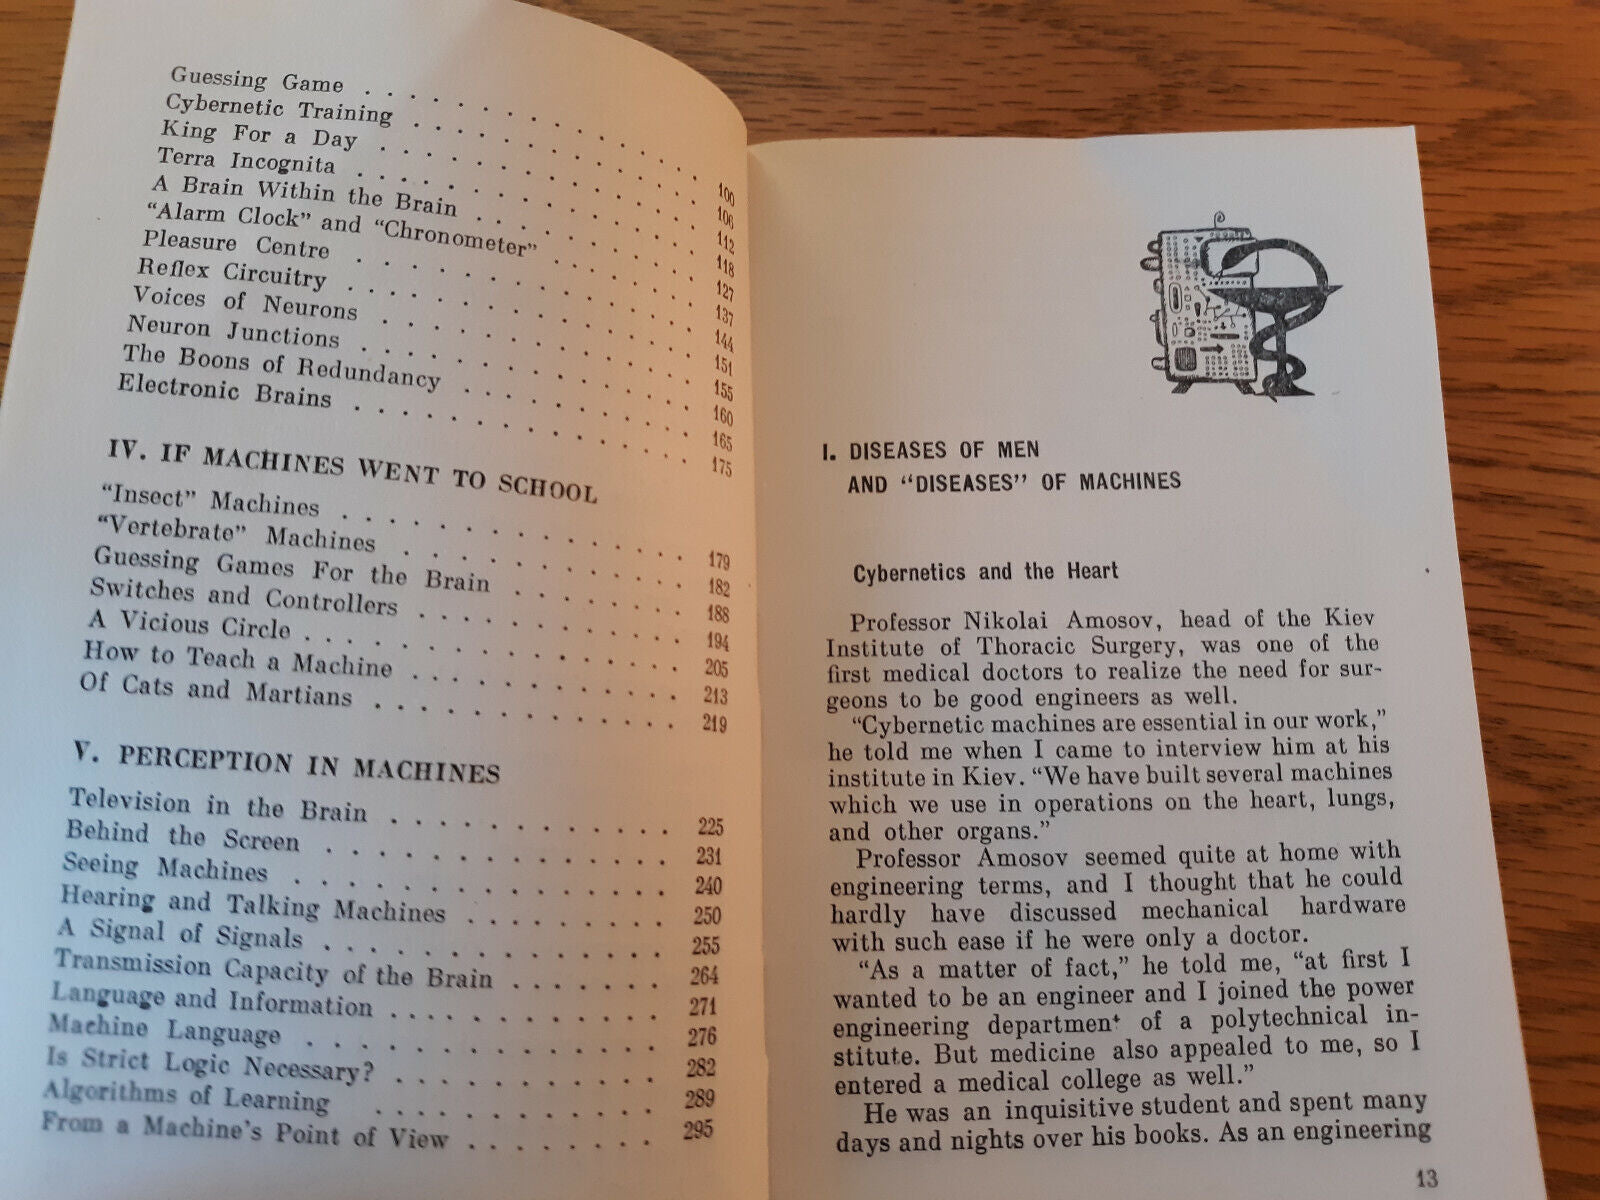 Guessing Game . . . . . . . . . . . 100
Cybernetic Training . . . . . . . . . . 106
King For a Day . . . . . . . . . . . 112
Terra Incognita . . . . . . . . . . . 118
A Brain Within the Brain . . . . . . . . 127
“Alarm Clock” and “Chronometer” . . . . . 137
Pleasure Centre . . . . . . . . . . . 144
Reflex Circuitry . . . . . . . . . . . 151
Voices of Neurons . . . . . . . . . . 155
Neuron Junctions . . . . . . . . . . . 160
The Boons of Redundancy . . . . . . . . 165
Electronic Brains . . . . . . . . . . . 175
IV. IF MACHINES WENT TO SCHOOL
“Insect” Machines . . . . . . . . . . . 179
“Vertebrate” Machines . . . . . . . . . 182
Guessing Games For the Brain . . . . . . 188
Switches and Controllers . . . . . . . . . 194
A Vicious Circle . . . . . . . . . . . . 205
How to Teach a Machine . . . . . . . . . 213
Of Cats and Martians . . . . . . . . . . 219
V. PERCEPTION IN MACHINES
Television in the Brain . . . . . . . . . . 225
Behind the Screen . . . . . . . . . . . 231
Seeing Machines . . . . . . . . . . . . 240
Hearing and Talking Machines . . . . . . . 250
A Signal of Signals . . . . . . . . . . . 255
Transmission Capacity of the Brain . . . . . 264
Language and Information . . . . . . . . . 271
Machine Language . . . . . . . . . . . 276
Is Strict Logic Necessary? . . . . . . . . . 282
Algorithms of Learning . . . . . . . . . . 289
From a Machine's Point of View . . . . . . 295
I. DISEASES OF MEN
AND “DISEASES” OF MACHINES
Cybernetics and the Heart
Professor Nikolai Amosov, head of the Kiev
Institute of Thoracic Surgery, was one of the
first medical doctors to realize the need for sur-
geons to be good engineers as well.
“Cybernetic machines are essential in our work,”
he told me when I came to interview him at his
institute in Kiev. “We have built several machines
which we use in operations on the heart, lungs,
and other organs.”
Professor Amosov seemed quite at home with
engineering terms, and I thought that he could
hardly have discussed mechanical hardware
with such ease if he were only a doctor.
“As a matter of fact,” he told me, “at first I
wanted to be an engineer and I joined the power
engineering department of a polytechnical in-
stitute. But medicine also appealed to me, so I
entered a medical college as well.”
He was an inquisitive student and spent many
days and nights over his books. As an engineering
13